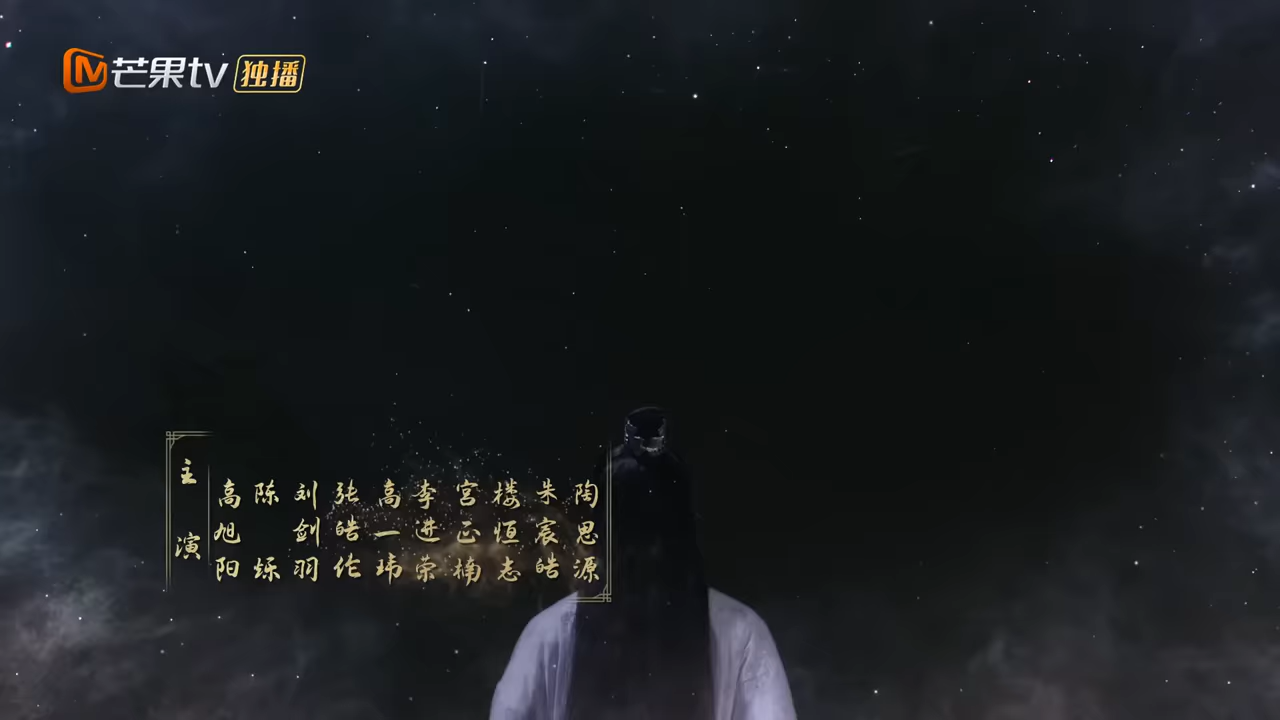 芒果tv 独播
主演
高旭阳
陈烁
刘剑羽
张皓伦
高一玮
李进荣
宫正楠
楼恒志
朱宸皓
陶思源